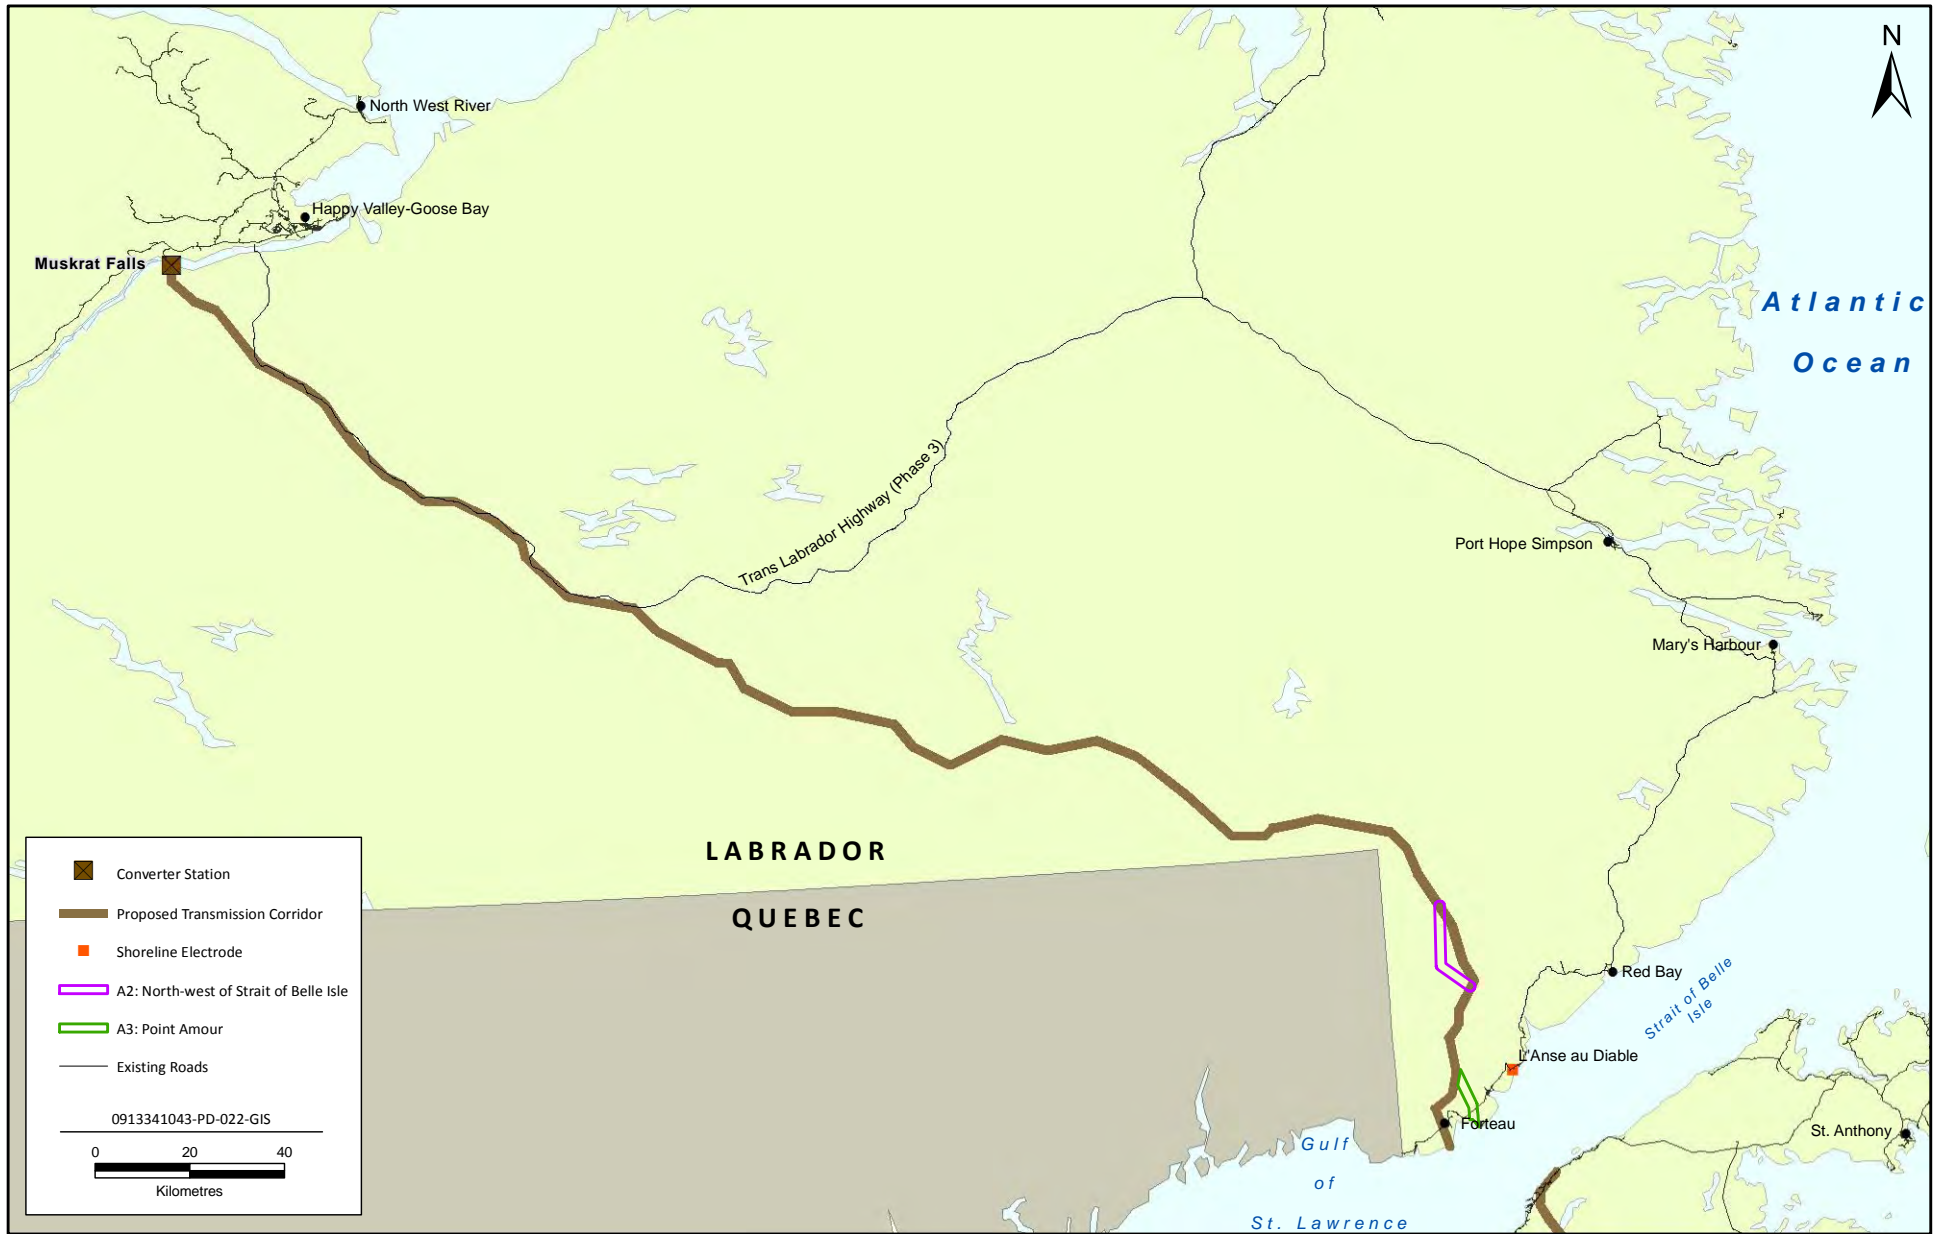 N
North West River
Happy Valley-Goose Bay
Muskrat Falls
Atlantic
Ocean
Trans Labrador Highway (Phase 3)
Port Hope Simpson
Mary's Harbour
LABRADOR
QUEBEC
Red Bay
Strait of Belle
Isle
L'Anse au Diable
Forteau
St. Anthony
Gulf
of
St. Lawrence
Converter Station
Proposed Transmission Corridor
Shoreline Electrode
A2: North-west of Strait of Belle Isle
A3: Point Amour
Existing Roads
0913341043-PD-022-GIS
0 20 40
Kilometres